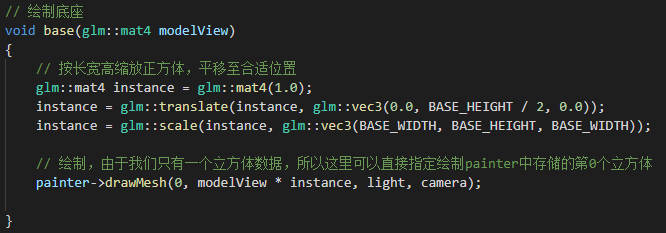 // 绘制底座
void base(glm::mat4 modelView)
{
    // 按长宽高缩放正方体，平移至合适位置
    glm::mat4 instance = glm::mat4(1.0);
    instance = glm::translate(instance, glm::vec3(0.0, BASE_HEIGHT / 2, 0.0));
    instance = glm::scale(instance, glm::vec3(BASE_WIDTH, BASE_HEIGHT, BASE_WIDTH));
    // 绘制，由于我们只有一个立方体数据，所以这里可以直接指定绘制painter中存储的第0个立方体
    painter->drawMesh(0, modelView * instance, light, camera);
}